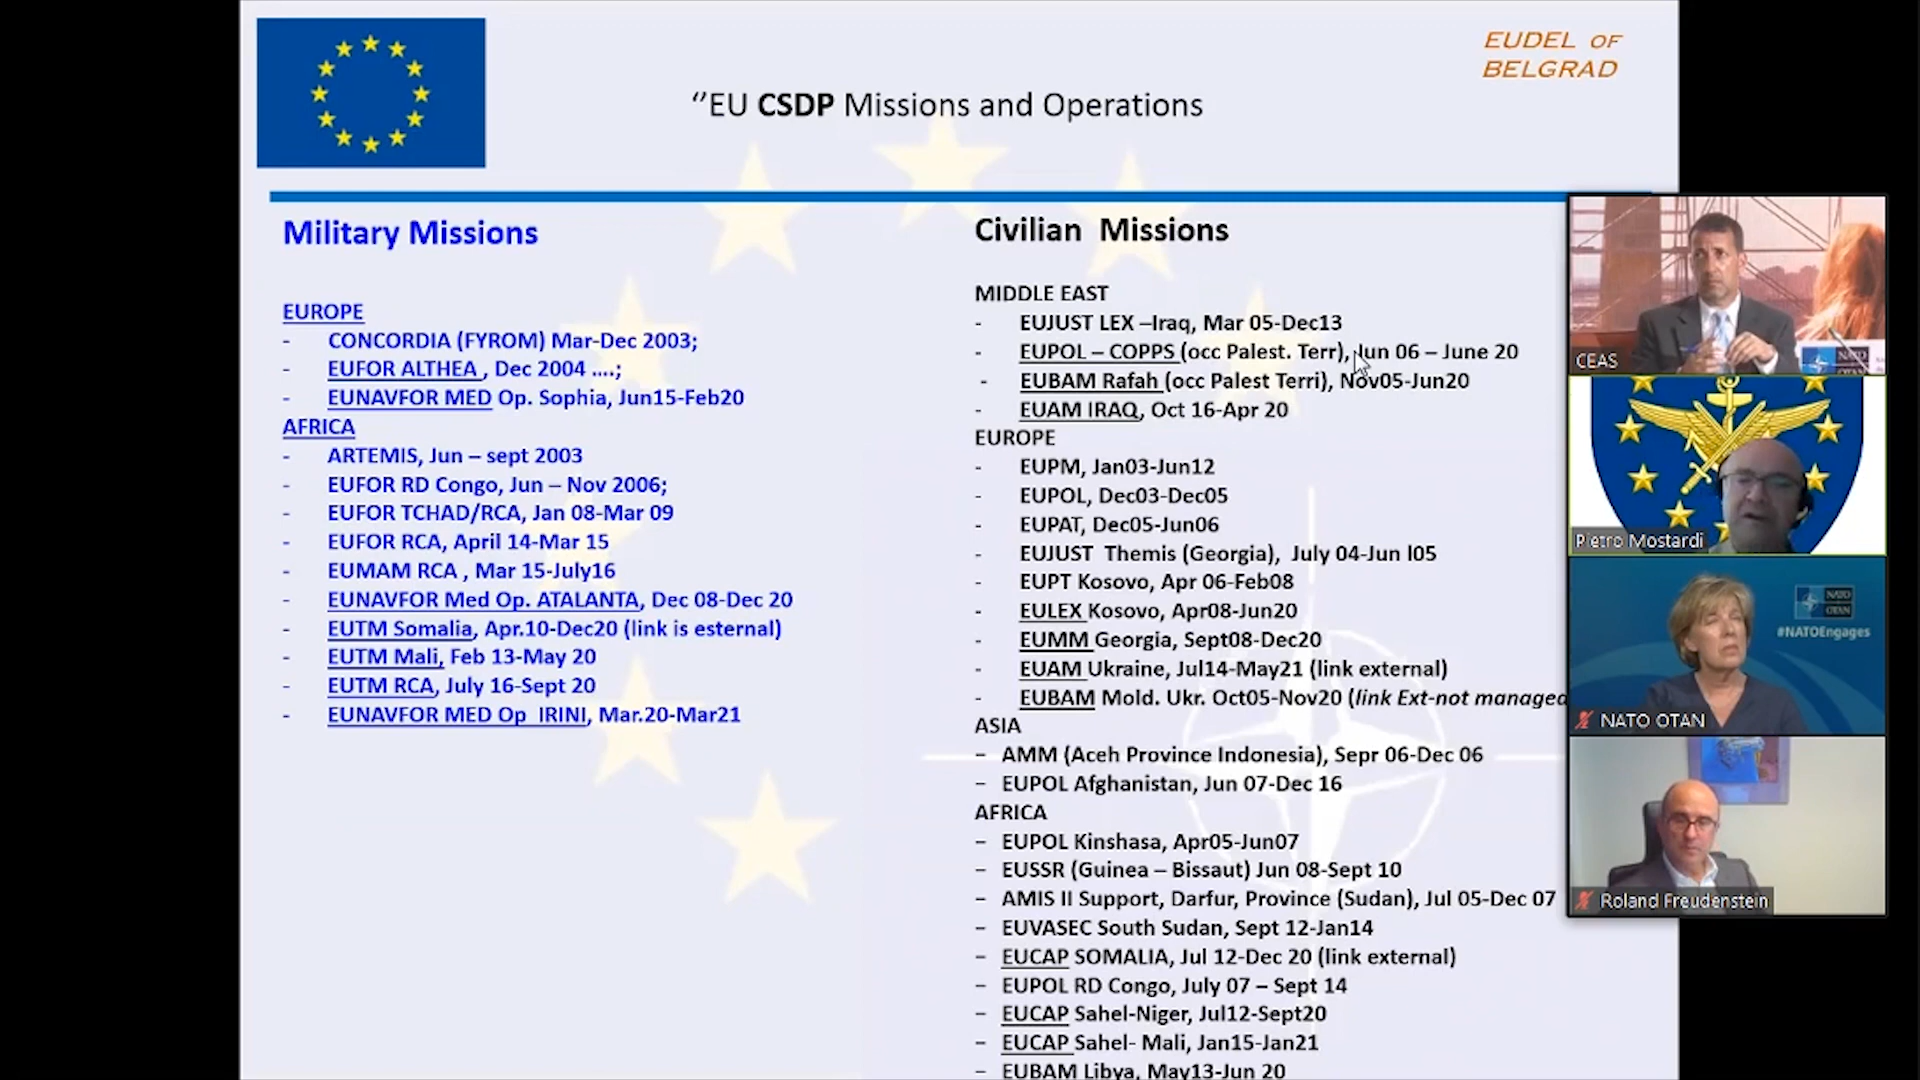 EUDEL OF
BELGRAD
‘’EU CSDP Missions and Operations
Military Missions
EUROPE
- CONCORDIA (FYROM) Mar-Dec 2003;
- EUFOR ALTHEA , Dec 2004 ....;
- EUNAVFOR MED Op. Sophia, Jun15-Feb20
AFRICA
- ARTEMIS, Jun – sept 2003
- EUFOR RD Congo, Jun – Nov 2006;
- EUFOR TCHAD/RCA, Jan 08-Mar 09
- EUFOR RCA, April 14-Mar 15
- EUMAM RCA , Mar 15-July16
- EUNAVFOR Med Op. ATALANTA, Dec 08-Dec 20
- EUTM Somalia, Apr.10-Dec20 (link is esternal)
- EUTM Mali, Feb 13-May 20
- EUTM RCA, July 16-Sept 20
- EUNAVFOR MED Op IRINI, Mar.20-Mar21
Civilian Missions
MIDDLE EAST
- EUJUST LEX –Iraq, Mar 05-Dec13
- EUPOL – COPPS (occ Palest. Terr), Jun 06 – June 20
- EUBAM Rafah (occ Palest Terri), Nov05-Jun20
- EUAM IRAQ, Oct 16-Apr 20
EUROPE
- EUPM, Jan03-Jun12
- EUPOL, Dec03-Dec05
- EUPAT, Dec05-Jun06
- EUJUST Themis (Georgia), July 04-Jun l05
- EUPT Kosovo, Apr 06-Feb08
- EULEX Kosovo, Apr08-Jun20
- EUMM Georgia, Sept08-Dec20
- EUAM Ukraine, Jul14-May21 (link external)
- EUBAM Mold. Ukr. Oct05-Nov20 (link Ext-not managed
ASIA
– AMM (Aceh Province Indonesia), Sepr 06-Dec 06
– EUPOL Afghanistan, Jun 07-Dec 16
AFRICA
– EUPOL Kinshasa, Apr05-Jun07
– EUSSR (Guinea – Bissaut) Jun 08-Sept 10
– AMIS II Support, Darfur, Province (Sudan), Jul 05-Dec 07
– EUVASEC South Sudan, Sept 12-Jan14
– EUCAP SOMALIA, Jul 12-Dec 20 (link external)
– EUPOL RD Congo, July 07 – Sept 14
– EUCAP Sahel-Niger, Jul12-Sept20
– EUCAP Sahel- Mali, Jan15-Jan21
– EUBAM Libya, May13-Jun 20
CEAS
NATO
OTAN
Pietro Mostardi
NATO
OTAN
#NATOEngages
NATO OTAN
Roland Freudenstein